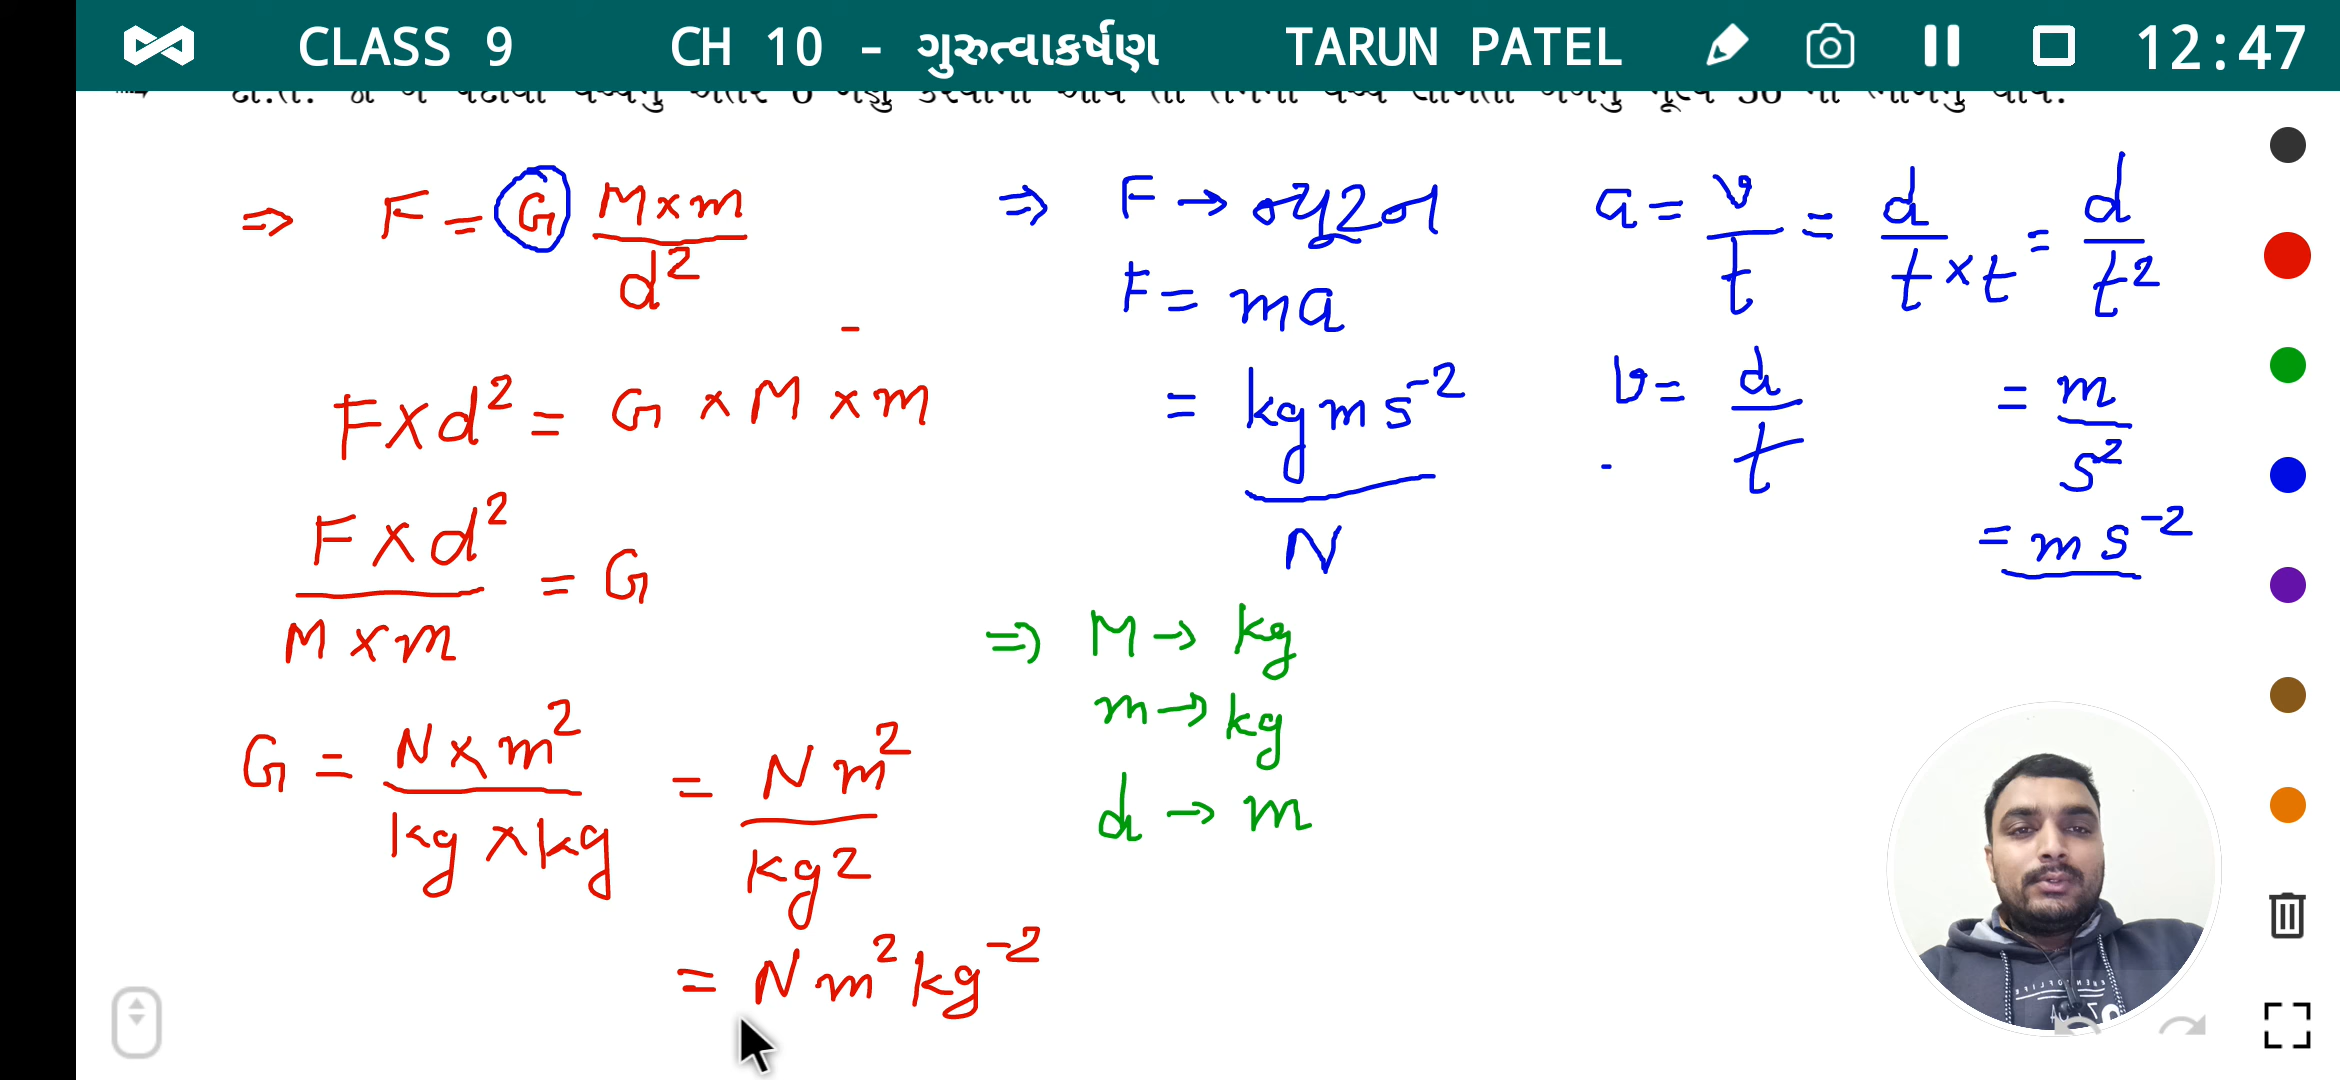 CLASS 9 CH 10 - ગુરુત્વાકર્ષણ TARUN PATEL 12:47
⇒ F = G M×m / d²
F×d² = G × M × m
F×d² / M×m = G
G = N×m² / kg×kg = N m² / kg²
= N m² kg⁻²
⇒ F → ન્યૂટન
F = ma
= kg m s⁻²
N
a = v / t = d / t×t = d / t²
v = d / t
= m / s²
= m s⁻²
⇒ M → kg
m → kg
d → m